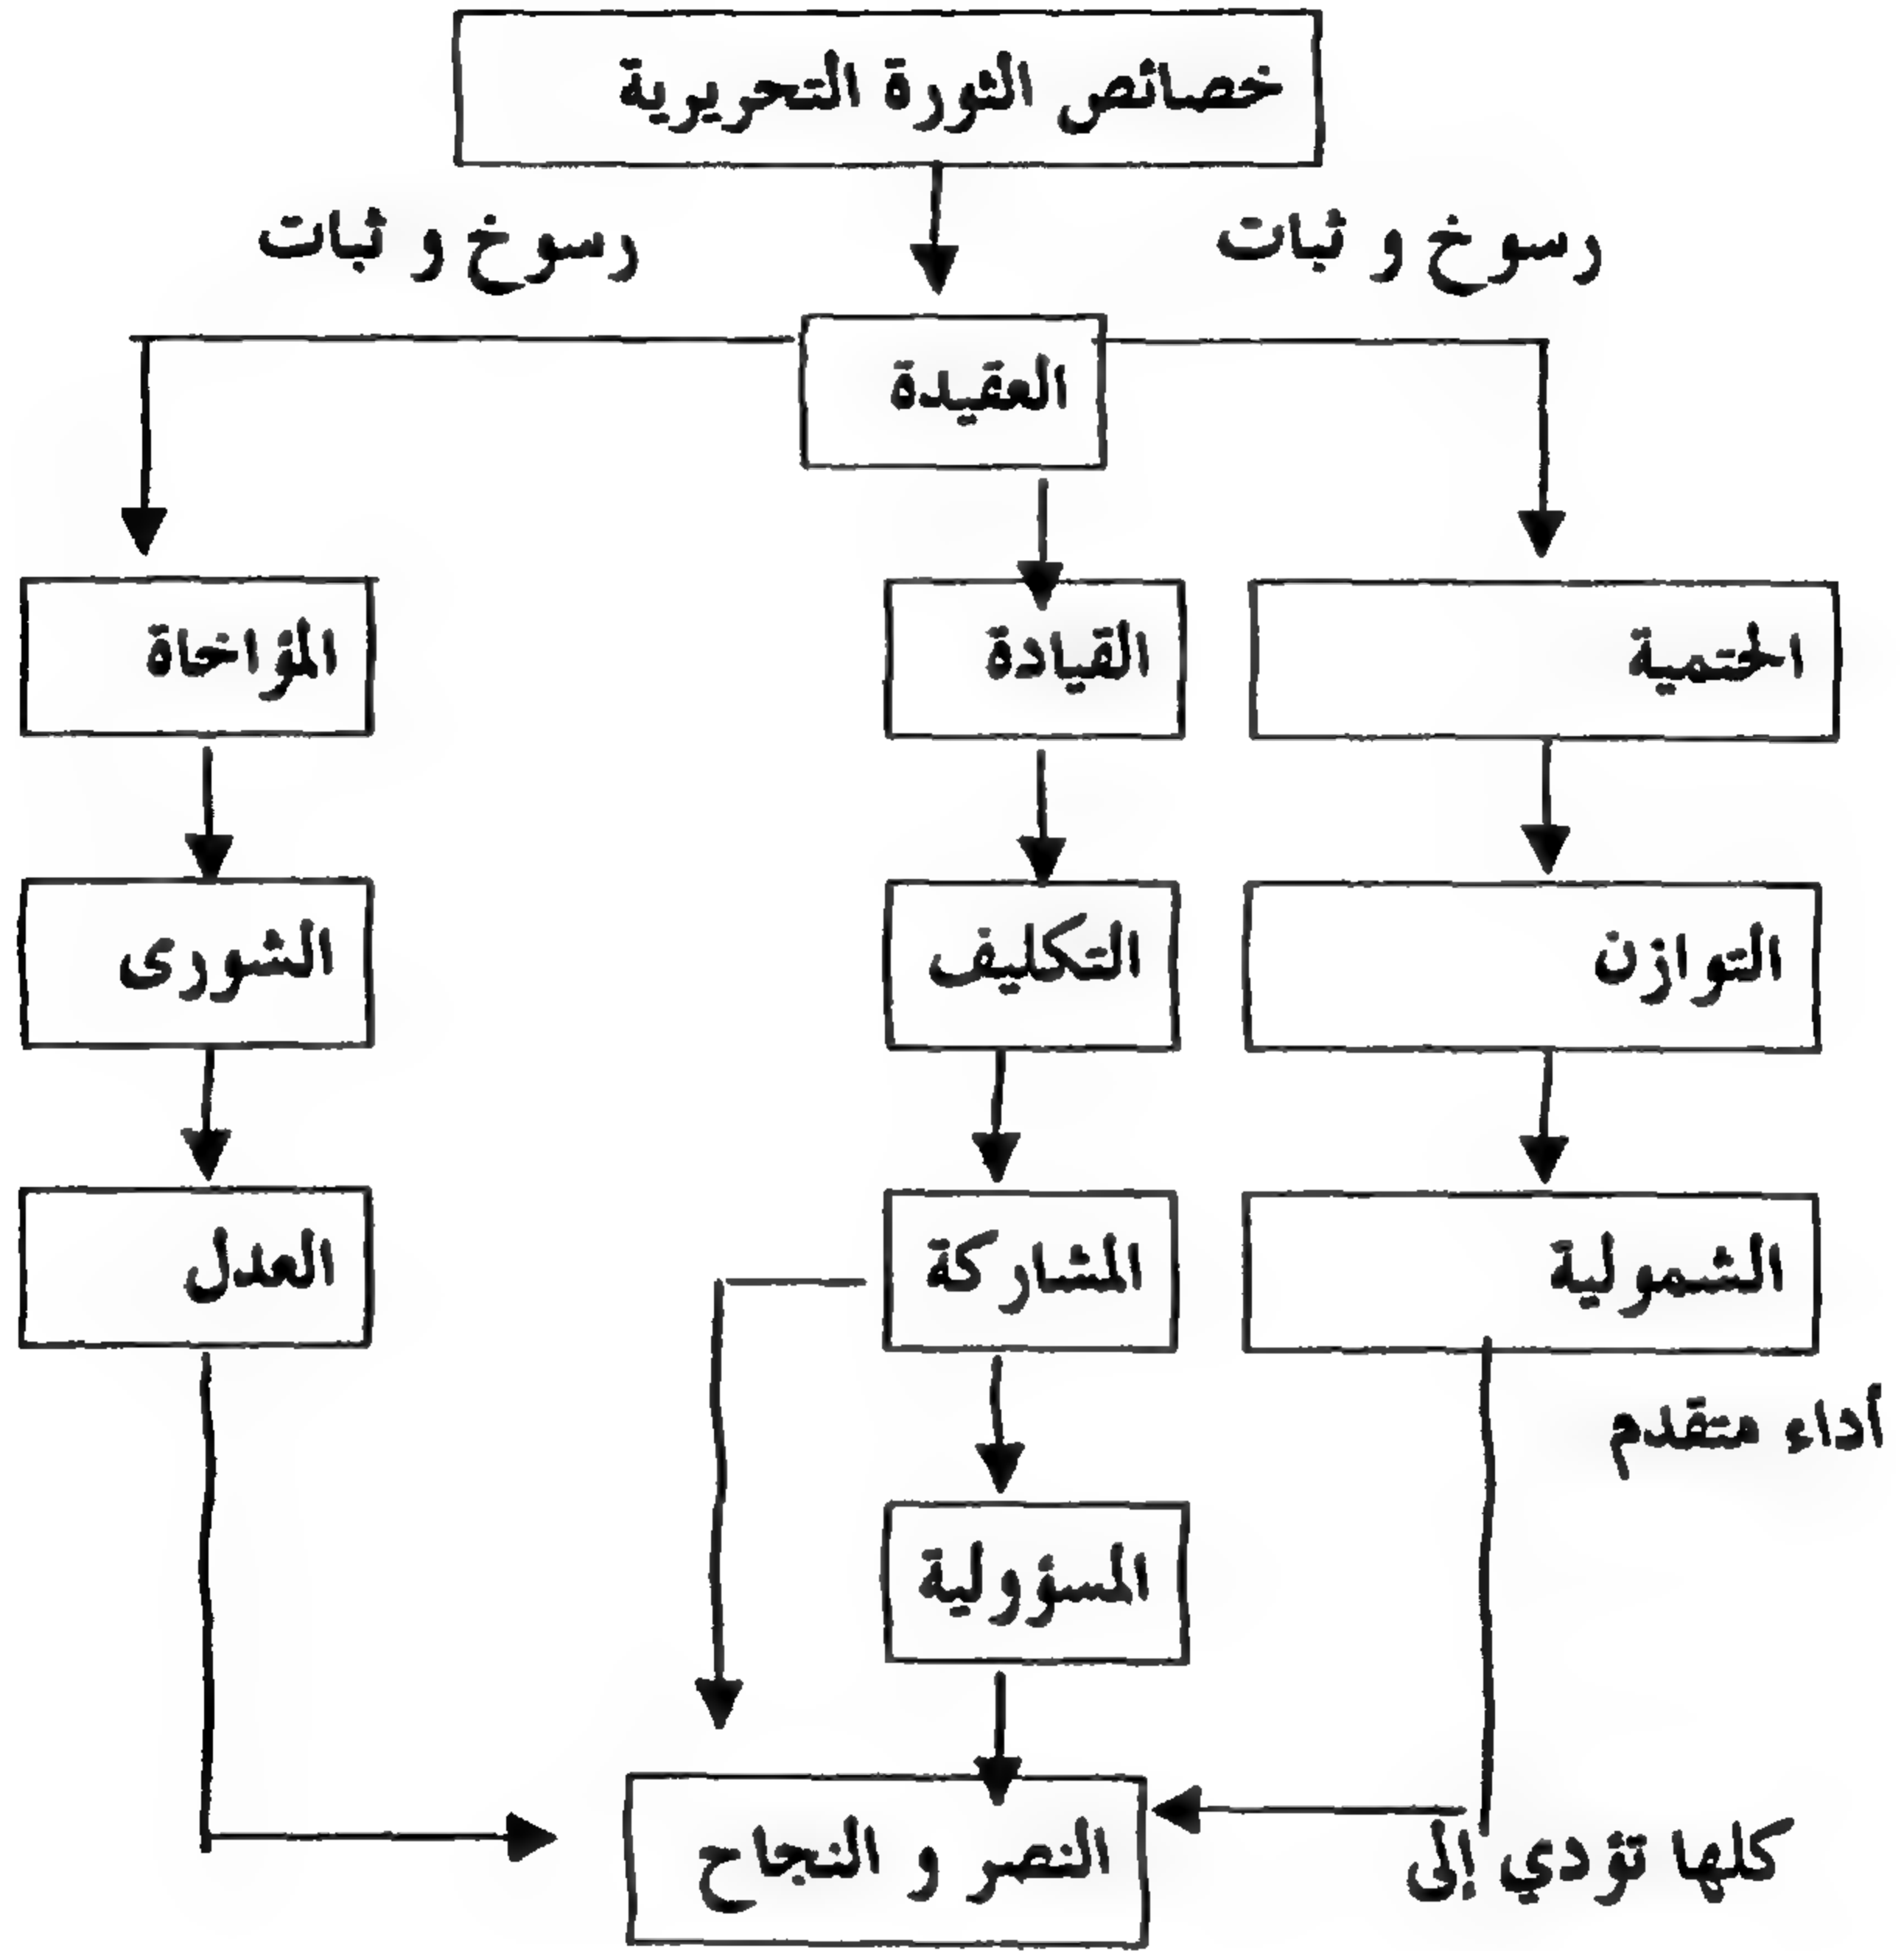 خصائص الثورة التحريرية
رسوخ و ثبات
رسوخ و ثبات
العقيدة
الحتمية
القيادة
المؤاخاة
التوازن
التكليف
الشورى
الشمولية
المشاركة
العدل
أداء متقدم
المسؤولية
كلها تؤدي إلى
النصر و النجاح